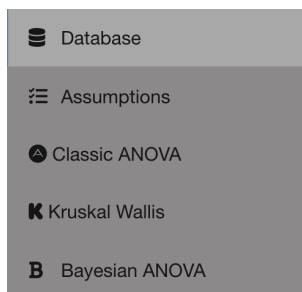 Database
Assumptions
Classic ANOVA
Kruskal Wallis
Bayesian ANOVA